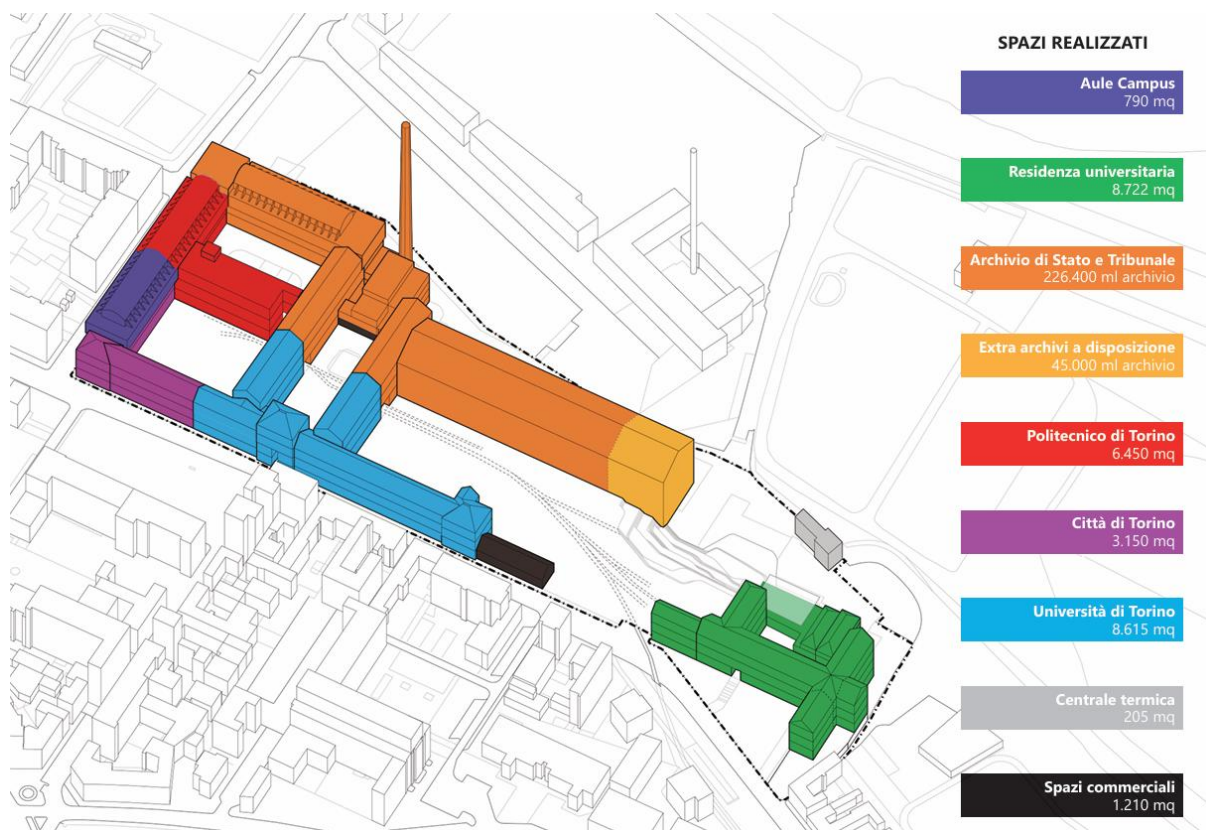 SPAZI REALIZZATI
Aule Campus
790 mq
Residenza universitaria
8.722 mq
Archivio di Stato e Tribunale
226.400 ml archivio
Extra archivi a disposizione
45.000 ml archivio
Politecnico di Torino
6.450 mq
Città di Torino
3.150 mq
Università di Torino
8.615 mq
Centrale termica
205 mq
Spazi commerciali
1.210 mq